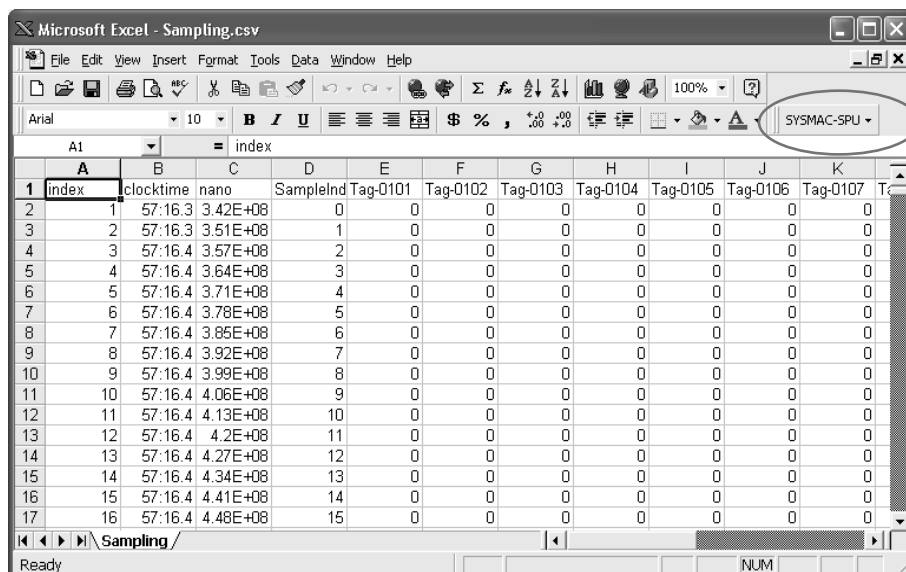 Microsoft Excel - Sampling.csv
File Edit View Insert Format Tools Data Window Help
ABC Σ fx A Z Z A 100% ?
Arial 10 B I U $ % , +.0 .00 .00 +.0 A SYSMAC-SPU
A1 = index
A B C D E F G H I J K
1 index clocktime nano SampleInd Tag-0101 Tag-0102 Tag-0103 Tag-0104 Tag-0105 Tag-0106 Tag-0107 Ta
2 1 57:16.3 3.42E+08 0 0 0 0 0 0 0 0
3 2 57:16.3 3.51E+08 1 0 0 0 0 0 0 0
4 3 57:16.4 3.57E+08 2 0 0 0 0 0 0 0
5 4 57:16.4 3.64E+08 3 0 0 0 0 0 0 0
6 5 57:16.4 3.71E+08 4 0 0 0 0 0 0 0
7 6 57:16.4 3.78E+08 5 0 0 0 0 0 0 0
8 7 57:16.4 3.85E+08 6 0 0 0 0 0 0 0
9 8 57:16.4 3.92E+08 7 0 0 0 0 0 0 0
10 9 57:16.4 3.99E+08 8 0 0 0 0 0 0 0
11 10 57:16.4 4.06E+08 9 0 0 0 0 0 0 0
12 11 57:16.4 4.13E+08 10 0 0 0 0 0 0 0
13 12 57:16.4 4.2E+08 11 0 0 0 0 0 0 0
14 13 57:16.4 4.27E+08 12 0 0 0 0 0 0 0
15 14 57:16.4 4.34E+08 13 0 0 0 0 0 0 0
16 15 57:16.4 4.41E+08 14 0 0 0 0 0 0 0
17 16 57:16.4 4.48E+08 15 0 0 0 0 0 0 0
Sampling
Ready NUM